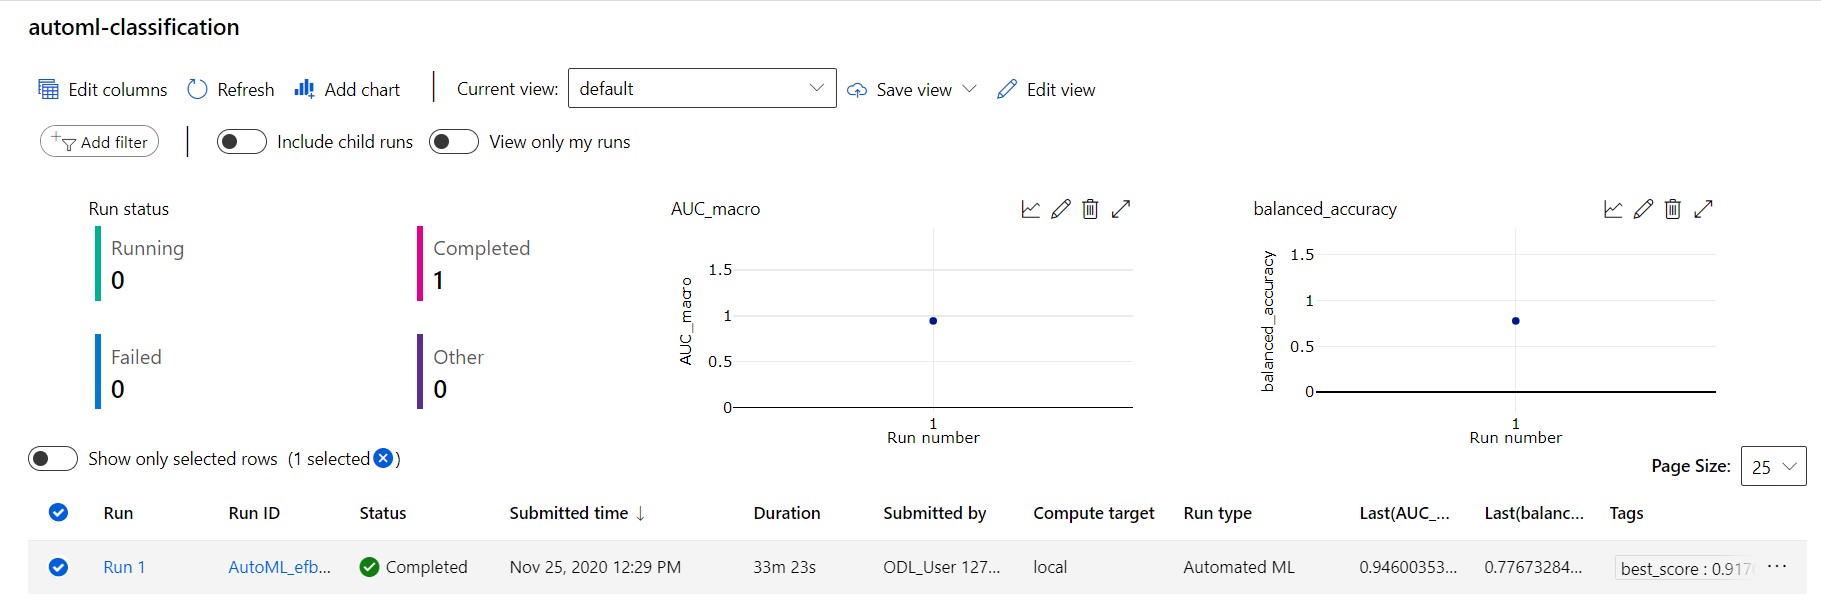 automl-classification
Edit columns Refresh Add chart Current view: default Save view Edit view
Add filter Include child runs View only my runs
Run status
Running
0
Completed
1
Failed
0
Other
0
AUC_macro
AUC_macro
1.5
1
0.5
0
1
Run number
balanced_accuracy
balanced_accuracy
1.5
1
0.5
0
1
Run number
Show only selected rows (1 selected )
Page Size: 25
Run Run ID Status Submitted time ↓ Duration Submitted by Compute target Run type Last(AUC_... Last(balanc... Tags
Run 1 AutoML_efb... Completed Nov 25, 2020 12:29 PM 33m 23s ODL_User 127... local Automated ML 0.94600353... 0.77673284... best_score : 0.917 ...